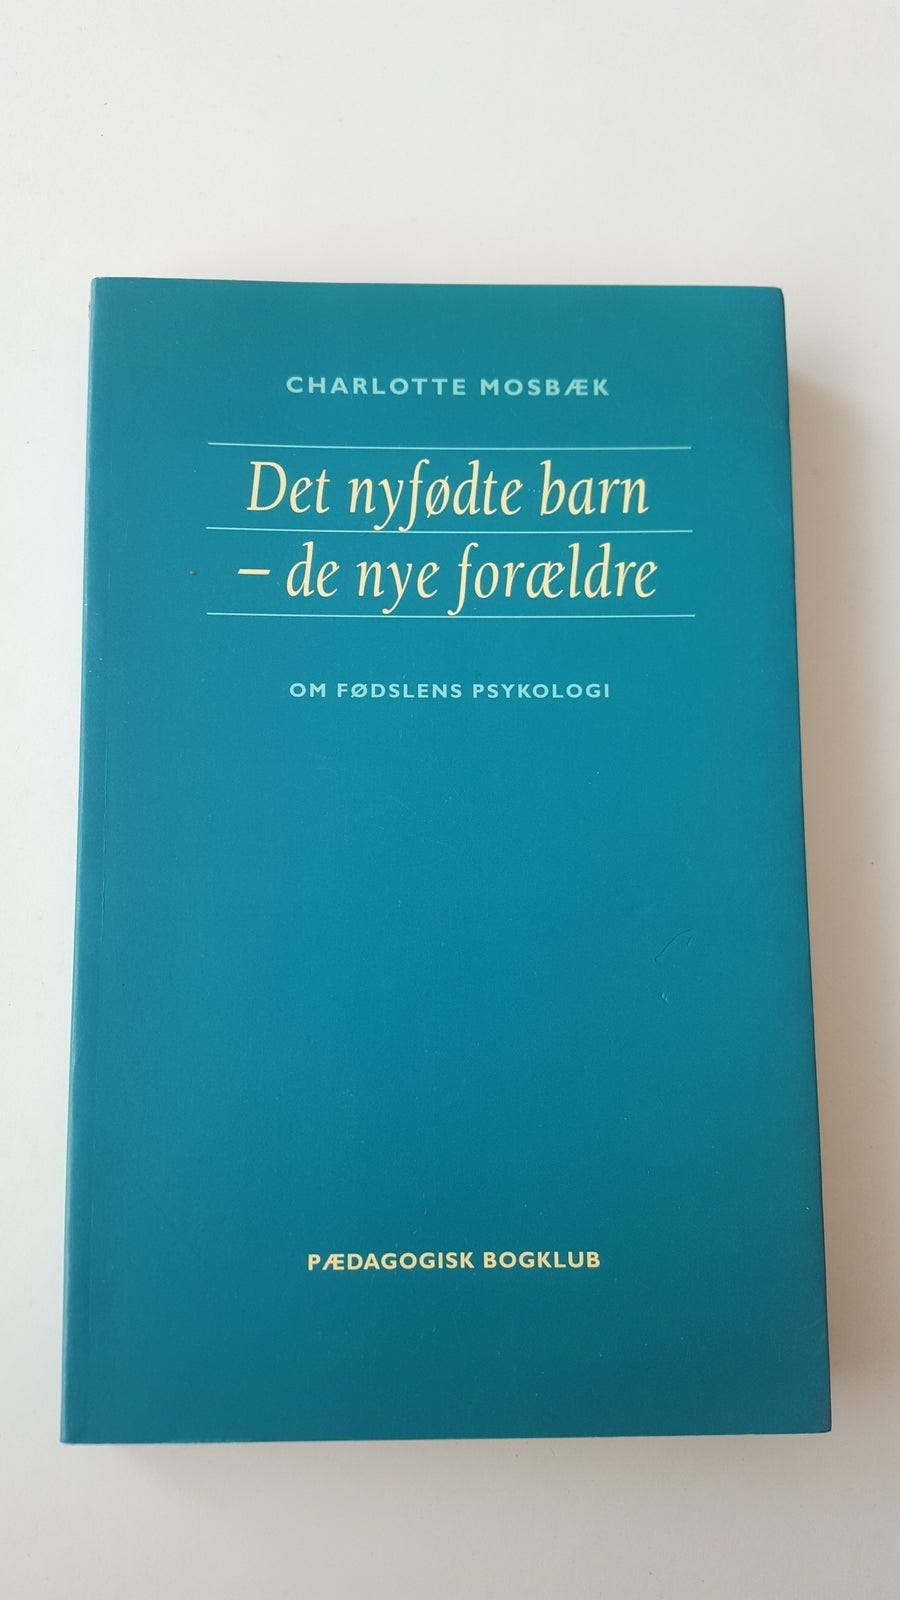 CHARLOTTE MOSBÆK
Det nyfødte barn
– de nye forældre
OM FØDSLENS PSYKOLOGI
PÆDAGOGISK BOGKLUB